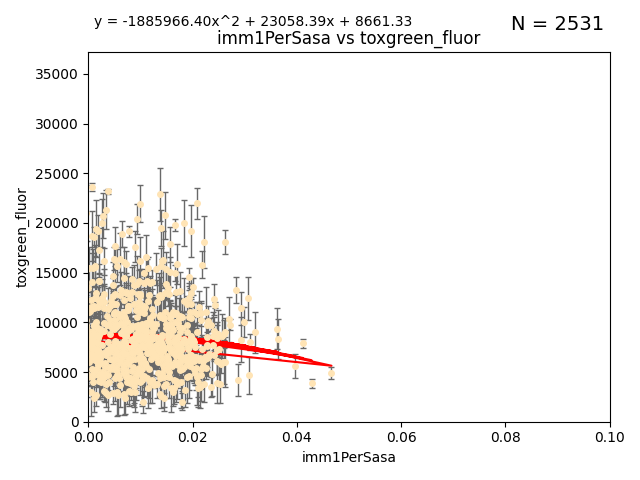 y = -1885966.40x^2 + 23058.39x + 8661.33
N = 2531
imm1PerSasa vs toxgreen_fluor
35000
30000
25000
20000
15000
10000
5000
0
toxgreen_fluor
0.00
0.02
0.04
0.06
0.08
0.10
imm1PerSasa